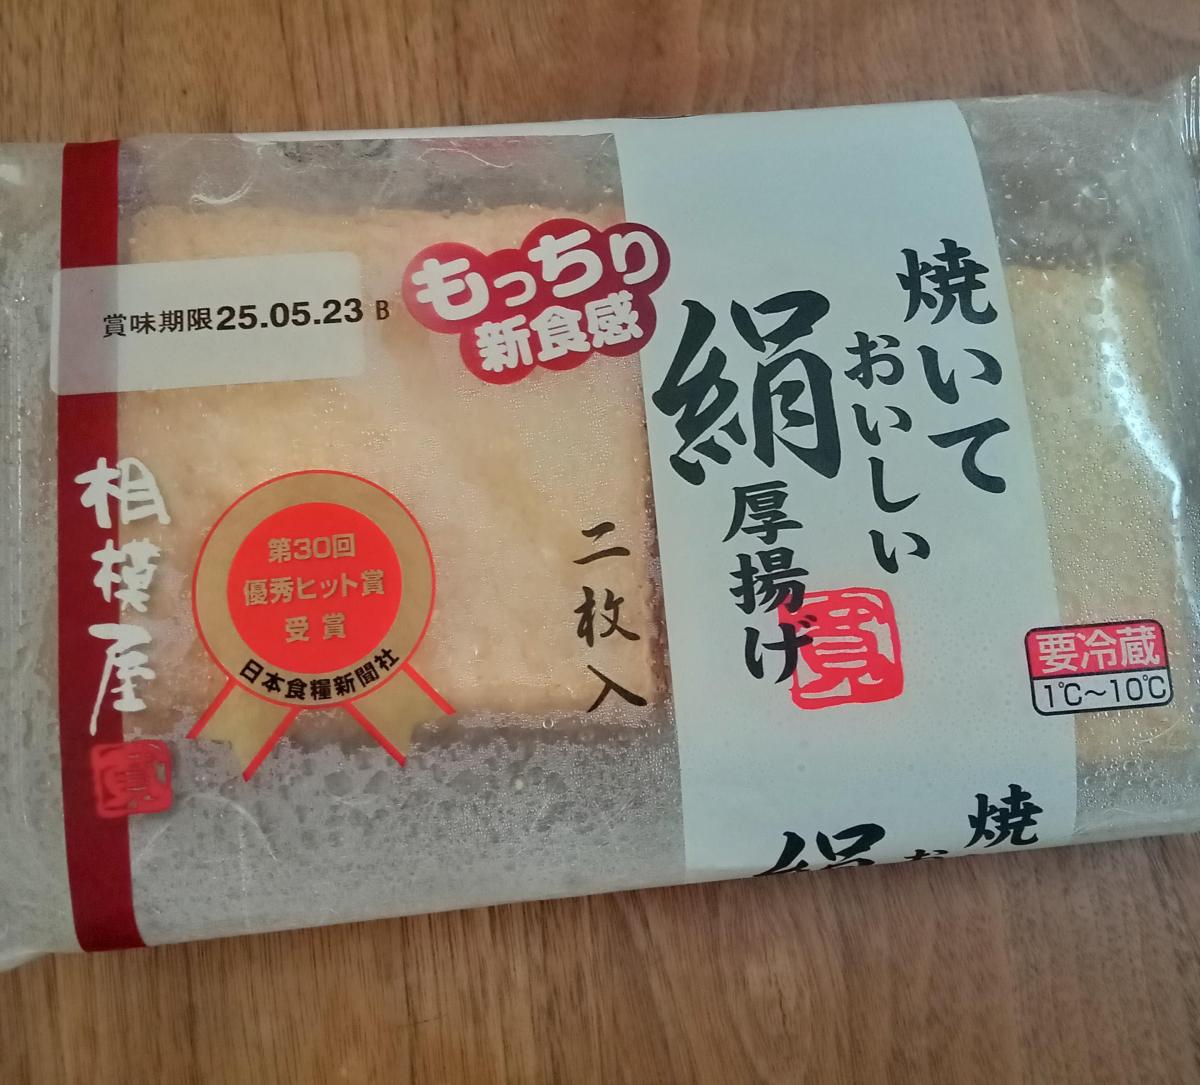 賞味期限25.05.23 B
もっちり
新食感
焼いて
おいしい
絹
厚揚げ
二枚入
相模屋
第30回
優秀ヒット賞
受賞
日本食糧新聞社
要冷蔵
1℃～10℃
焼
絹